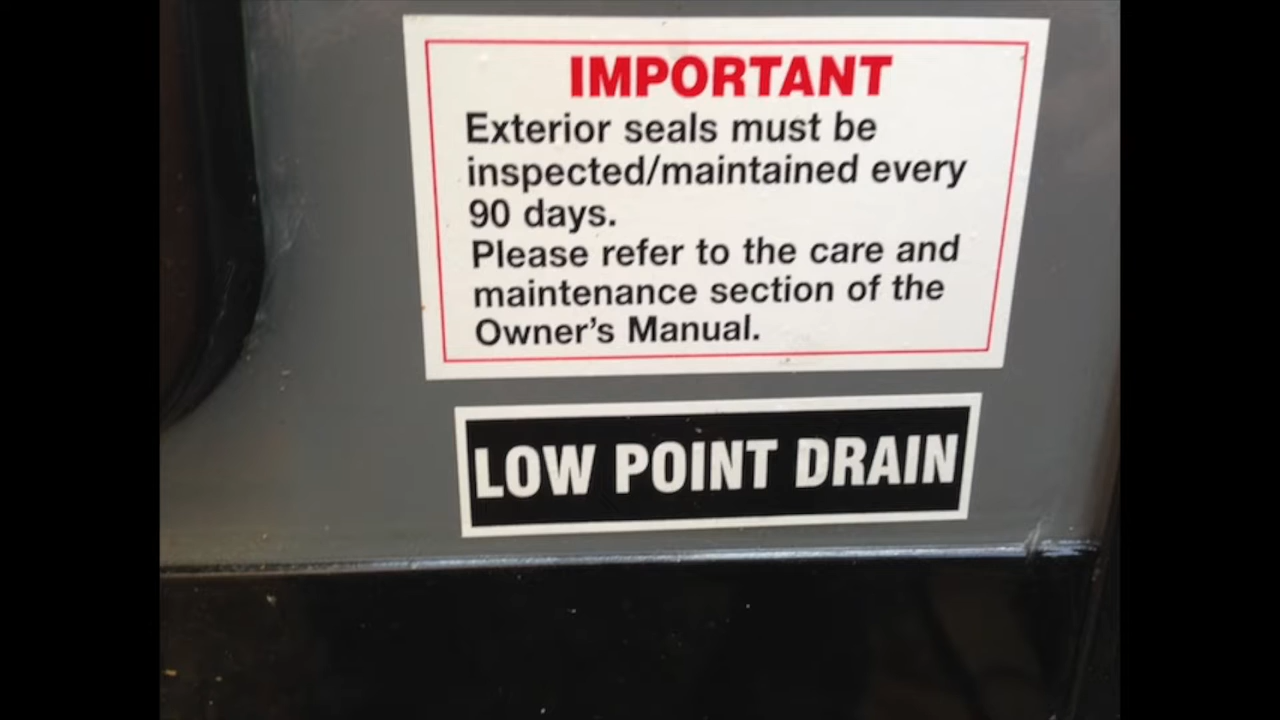 IMPORTANT
Exterior seals must be
inspected/maintained every
90 days.
Please refer to the care and
maintenance section of the
Owner's Manual.
LOW POINT DRAIN